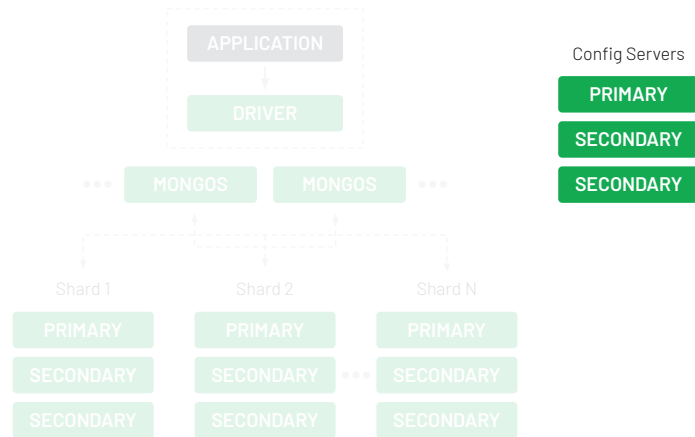 APPLICATION
DRIVER
Config Servers
PRIMARY
SECONDARY
SECONDARY
MONGOS MONGOS
Shard 1 Shard 2 Shard N
PRIMARY PRIMARY PRIMARY
SECONDARY SECONDARY SECONDARY
SECONDARY SECONDARY SECONDARY